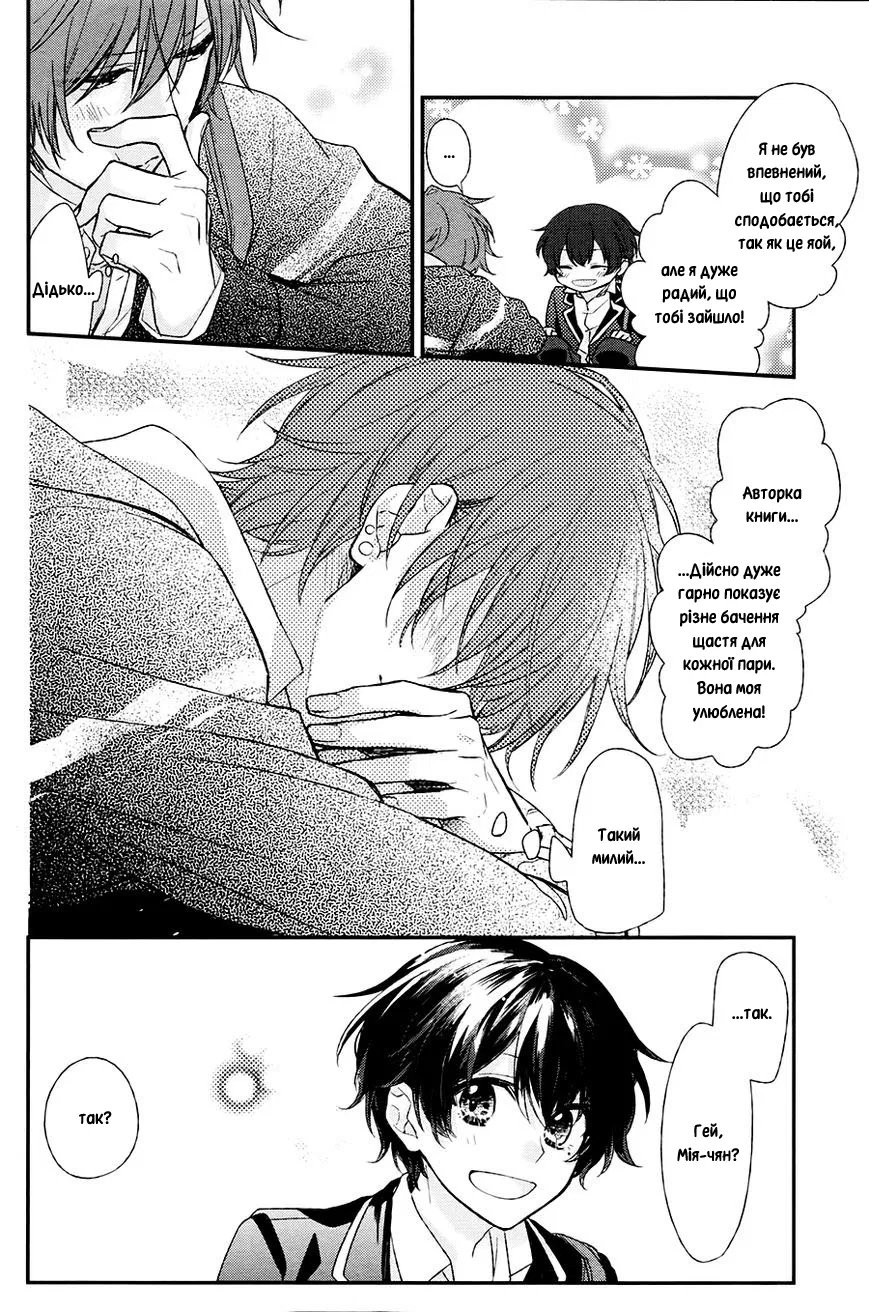 Я не був
впевнений,
що тобі
сподобається,
так як це яой,
але я дуже
радий, що
тобі зайшло!
...
Дідько...
Авторка
книги...
...Дійсно дуже
гарно показує
різне бачення
щастя для
кожної пари.
Вона моя
улюблена!
Такий
милий...
...так.
Гей,
Мія-чян?
так?